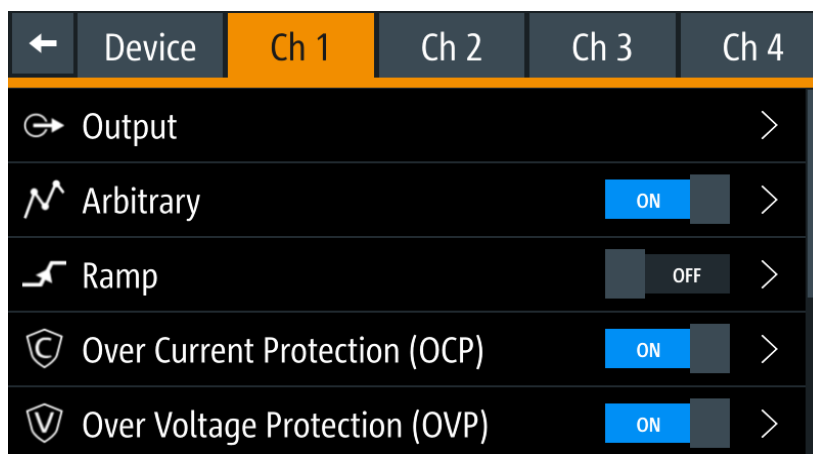 Device Ch 1 Ch 2 Ch 3 Ch 4
Output
Arbitrary ON
Ramp OFF
Over Current Protection (OCP) ON
Over Voltage Protection (OVP) ON